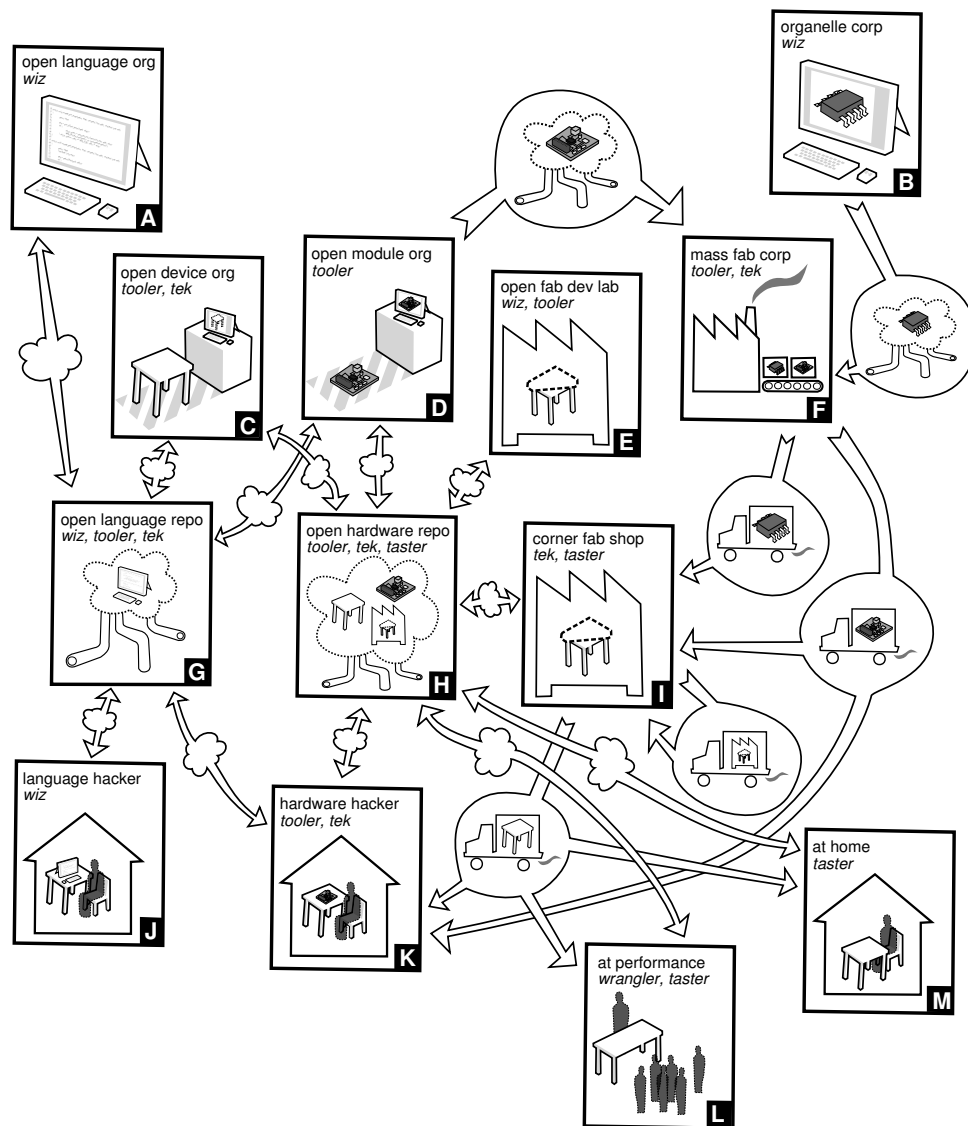 open language org
wiz
A
organelle corp
wiz
B
open device org
tooler, tek
C
open module org
tooler
D
open fab dev lab
wiz, tooler
E
mass fab corp
tooler, tek
F
open language repo
wiz, tooler, tek
G
open hardware repo
tooler, tek, taster
H
corner fab shop
tek, taster
I
language hacker
wiz
J
hardware hacker
tooler, tek
K
at performance
wrangler, taster
L
at home
taster
M